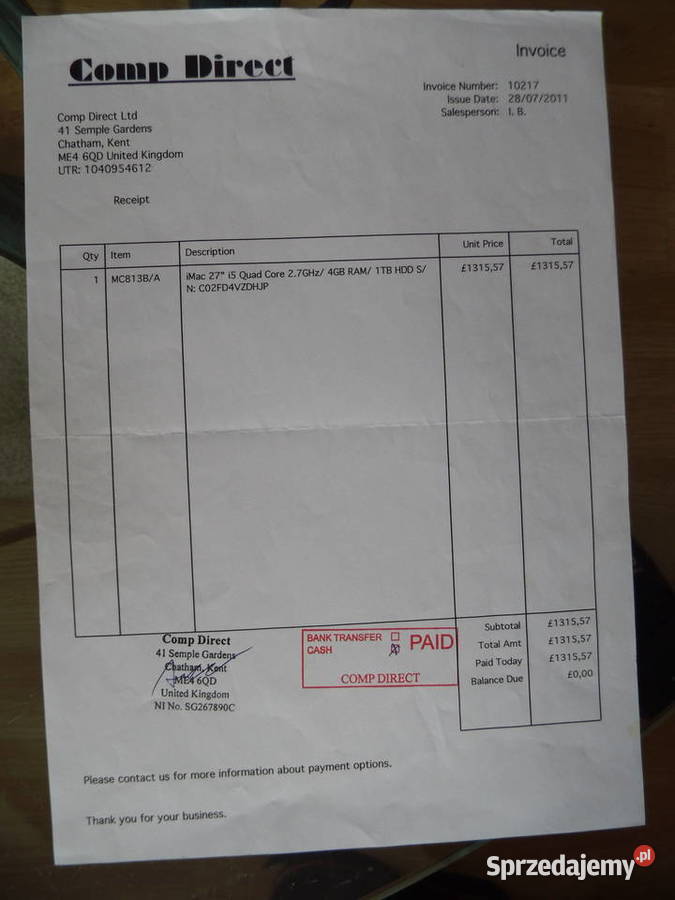 Comp Direct
Invoice
Invoice Number: 10217
Issue Date: 28/07/2011
Salesperson: I. B.
Comp Direct Ltd
41 Semple Gardens
Chatham, Kent
ME4 6QD United Kingdom
UTR: 1040954612
Receipt
Qty Item Description Unit Price Total
1 MC813B/A iMac 27" i5 Quad Core 2.7GHz/ 4GB RAM/ 1TB HDD S/ £1315,57 £1315,57
N: C02FD4VZDHJP
Subtotal £1315,57
Total Amt £1315,57
Paid Today £1315,57
Balance Due £0,00
Comp Direct
41 Semple Gardens
Chatham, Kent
ME4 6QD
United Kingdom
NI No. SG267890C
BANK TRANSFER
CASH
PAID
COMP DIRECT
Please contact us for more information about payment options.
Thank you for your business.
Sprzedajemy.pl